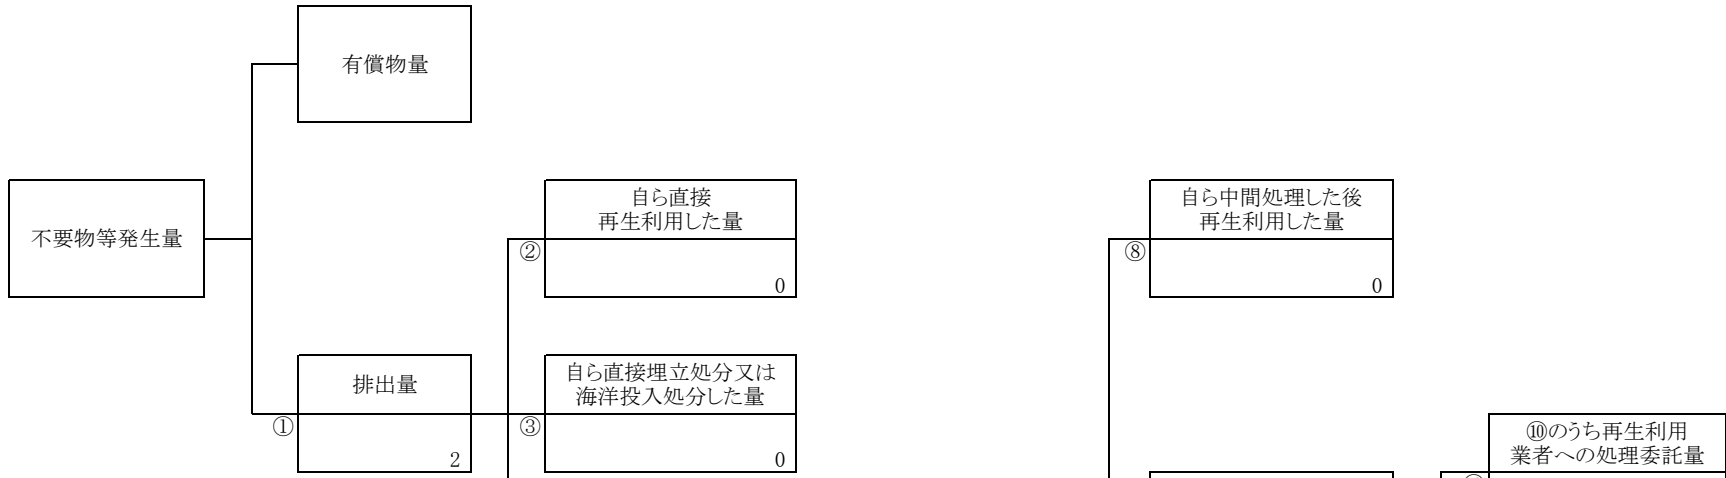 有償物量
不要物等発生量
自ら直接
再生利用した量
②
0
自ら中間処理した後
再生利用した量
⑧
0
排出量
①
2
自ら直接埋立処分又は
海洋投入処分した量
③
0
⑩のうち再生利用
業者への処理委託量